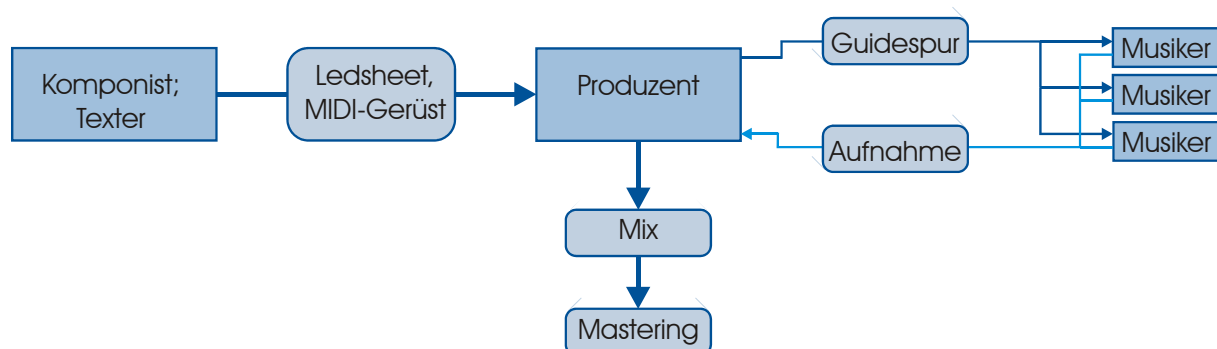 Komponist;
Texter
Ledsheet,
MIDI-Gerüst
Produzent
Guidespur
Musiker
Musiker
Aufnahme
Musiker
Mix
Mastering